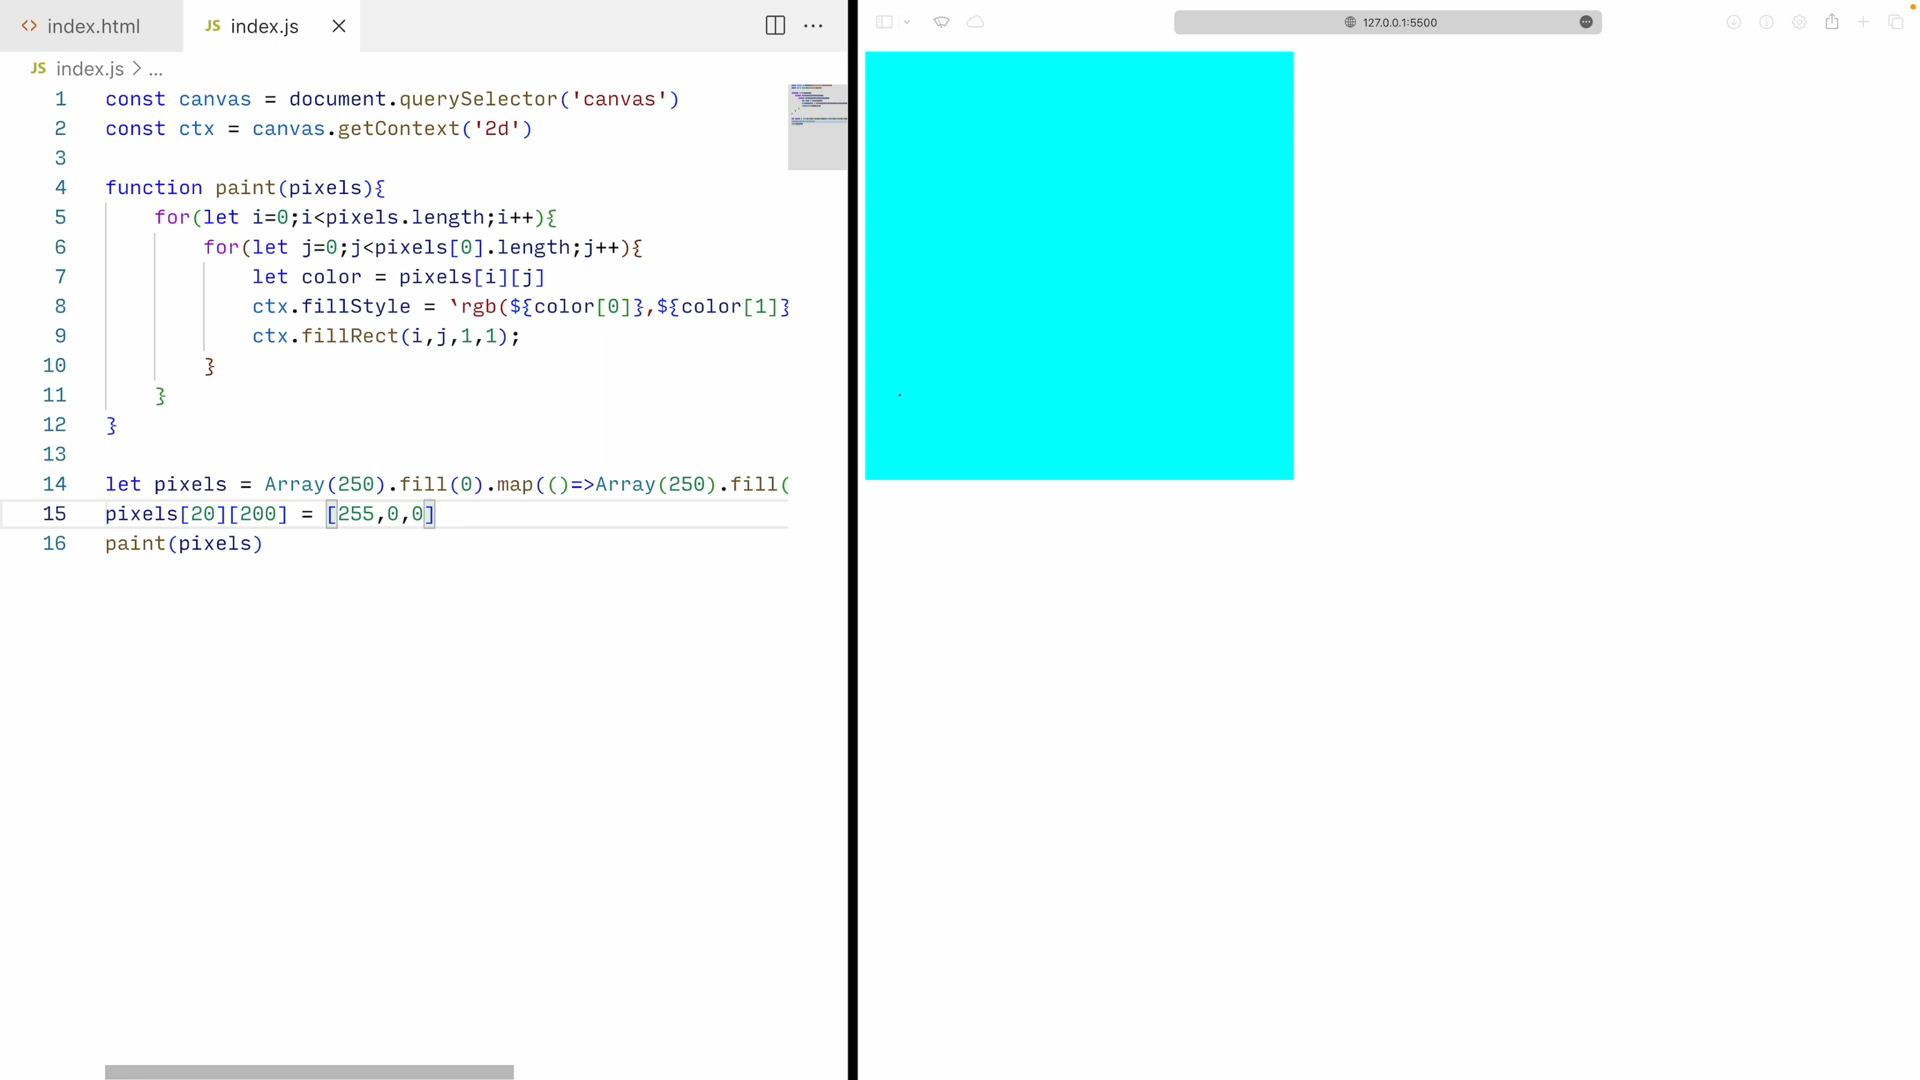 <> index.html
JS index.js
127.0.0.1:5500
JS index.js > ...
1 const canvas = document.querySelector('canvas')
2 const ctx = canvas.getContext('2d')
3
4 function paint(pixels){
5 for(let i=0;i<pixels.length;i++){
6 for(let j=0;j<pixels[0].length;j++){
7 let color = pixels[i][j]
8 ctx.fillStyle = `rgb(${color[0]},${color[1]}
9 ctx.fillRect(i,j,1,1);
10 }
11 }
12 }
13
14 let pixels = Array(250).fill(0).map(()=>Array(250).fill(
15 pixels[20][200] = [255,0,0]
16 paint(pixels)